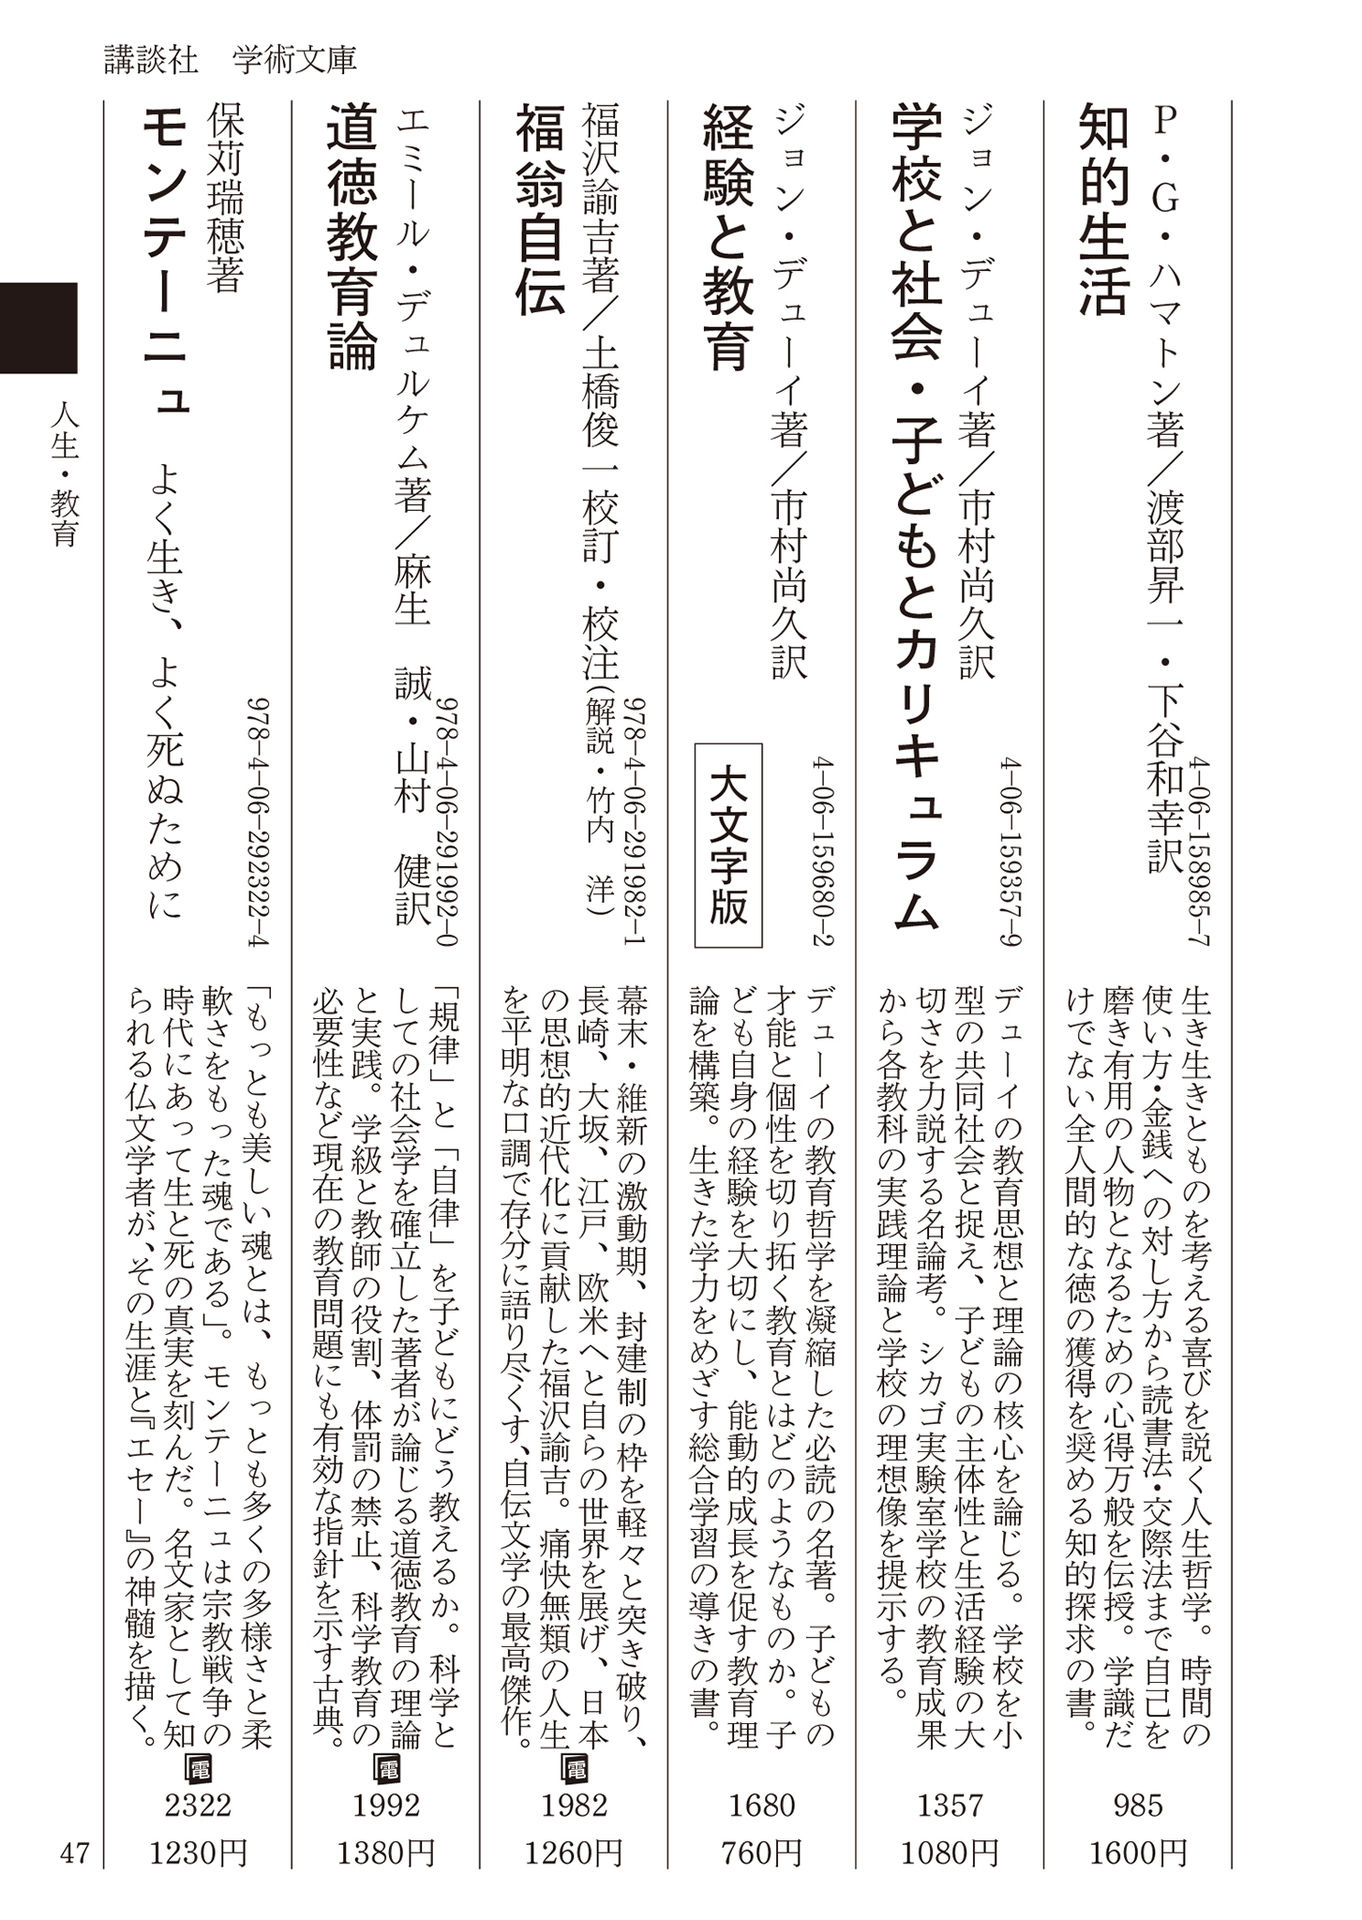 講談社　学術文庫
P・G・ハマトン著／渡部昇一・下谷和幸訳
知的生活
4-06-158985-7
生き生きとものを考える喜びを説く人生哲学。時間の
使い方・金銭への対し方から読書法・交際法まで自己を
磨き有用の人物となるための心得万般を伝授。学識だ
けでない全人間的な徳の獲得を奨める知的探求の書。
985
1600円
ジョン・デューイ著／市村尚久訳
学校と社会・子どもとカリキュラム
4-06-159357-9
デューイの教育思想と理論の核心を論じる。学校を小
型の共同社会と捉え、子どもの主体性と生活経験の大
切さを力説する名論考。シカゴ実験室学校の教育成果
から各教科の実践理論と学校の理想像を提示する。
1357
1080円
ジョン・デューイ著／市村尚久訳
経験と教育
4-06-159680-2
大文字版
デューイの教育哲学を凝縮した必読の名著。子どもの
才能と個性を切り拓く教育とはどのようなものか。子
ども自身の経験を大切にし、能動的成長を促す教育理
論を構築。生きた学力をめざす総合学習の導きの書。
1680
760円
福沢諭吉著／土橋俊一校訂・校注(解説・竹内　洋)
福翁自伝
978-4-06-291982-1
幕末・維新の激動期、封建制の枠を軽々と突き破り、
長崎、大坂、江戸、欧米へと自らの世界を展げ、日本
の思想的近代化に貢献した福沢諭吉。痛快無類の人生
を平明な口調で存分に語り尽くす、自伝文学の最高傑作。
電
1982
1260円
エミール・デュルケム著／麻生　誠・山村　健訳
道徳教育論
978-4-06-291992-0
「規律」と「自律」を子どもにどう教えるか。科学と
しての社会学を確立した著者が論じる道徳教育の理論
と実践。学級と教師の役割、体罰の禁止、科学教育の
必要性など現在の教育問題にも有効な指針を示す古典。
電
1992
1380円
保苅瑞穂著
モンテーニュ　よく生き、よく死ぬために
978-4-06-292322-4
「もっとも美しい魂とは、もっとも多くの多様さと柔
軟さをもった魂である」。モンテーニュは宗教戦争の
時代にあって生と死の真実を刻んだ。名文家として知
られる仏文学者が、その生涯と『エセー』の神髄を描く。
電
2322
1230円
人生・教育
47